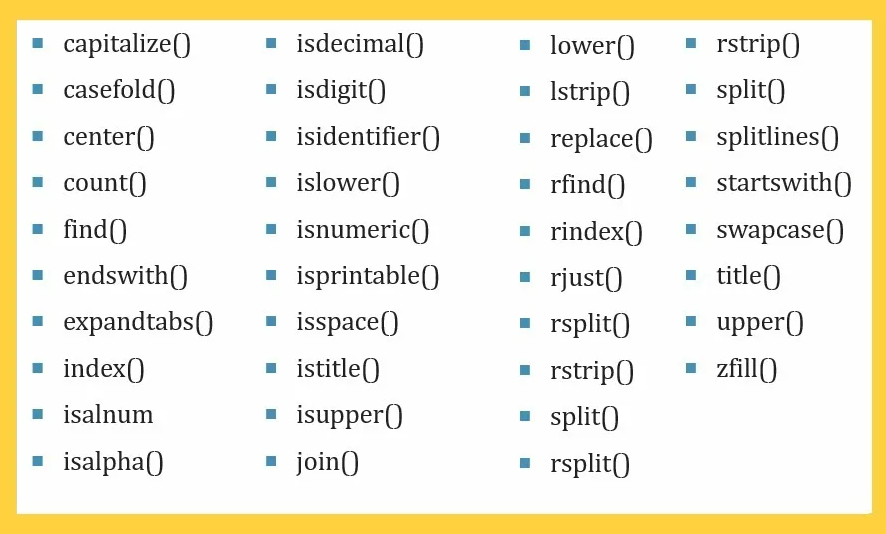 capitalize()
casefold()
center()
count()
find()
endswith()
expandtabs()
index()
isalnum
isalpha()
isdecimal()
isdigit()
isidentifier()
islower()
isnumeric()
isprintable()
isspace()
istitle()
isupper()
join()
lower()
lstrip()
replace()
rfind()
rindex()
rjust()
rsplit()
rstrip()
split()
rsplit()
rstrip()
split()
splitlines()
startswith()
swapcase()
title()
upper()
zfill()